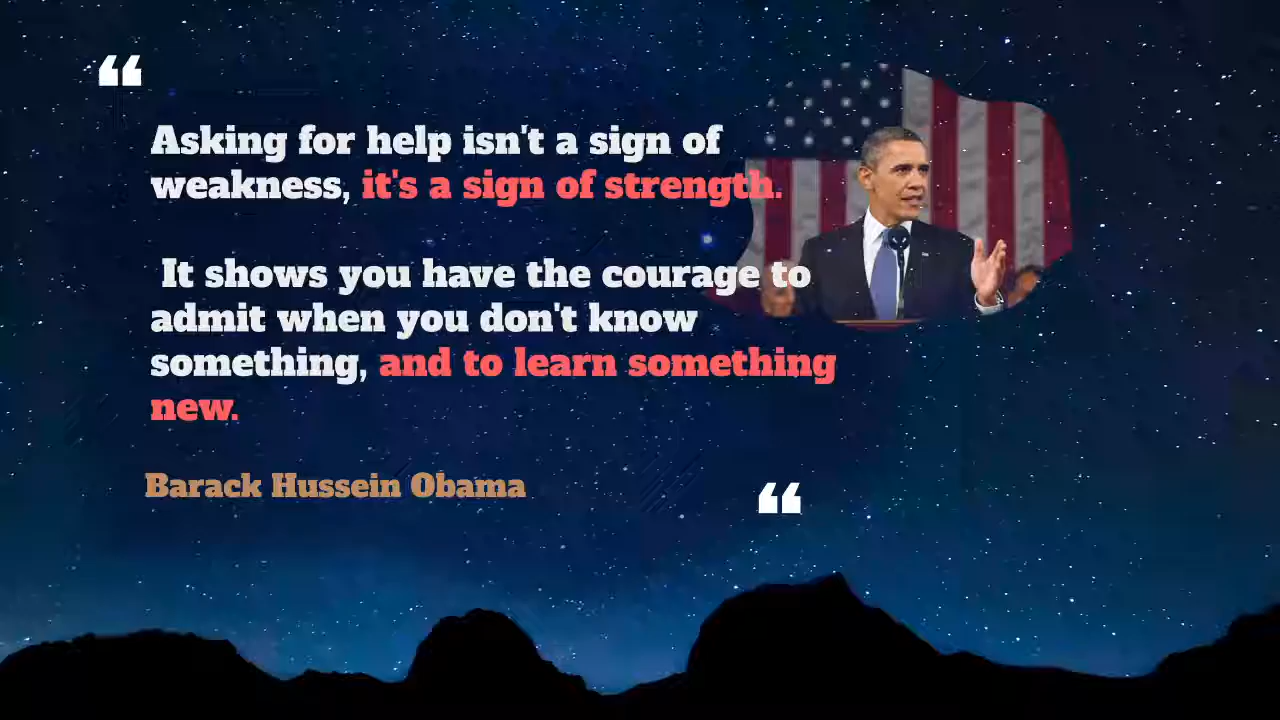 ❝
Asking for help isn't a sign of
weakness, it's a sign of strength.
It shows you have the courage to
admit when you don't know
something, and to learn something
new.
Barack Hussein Obama
❝